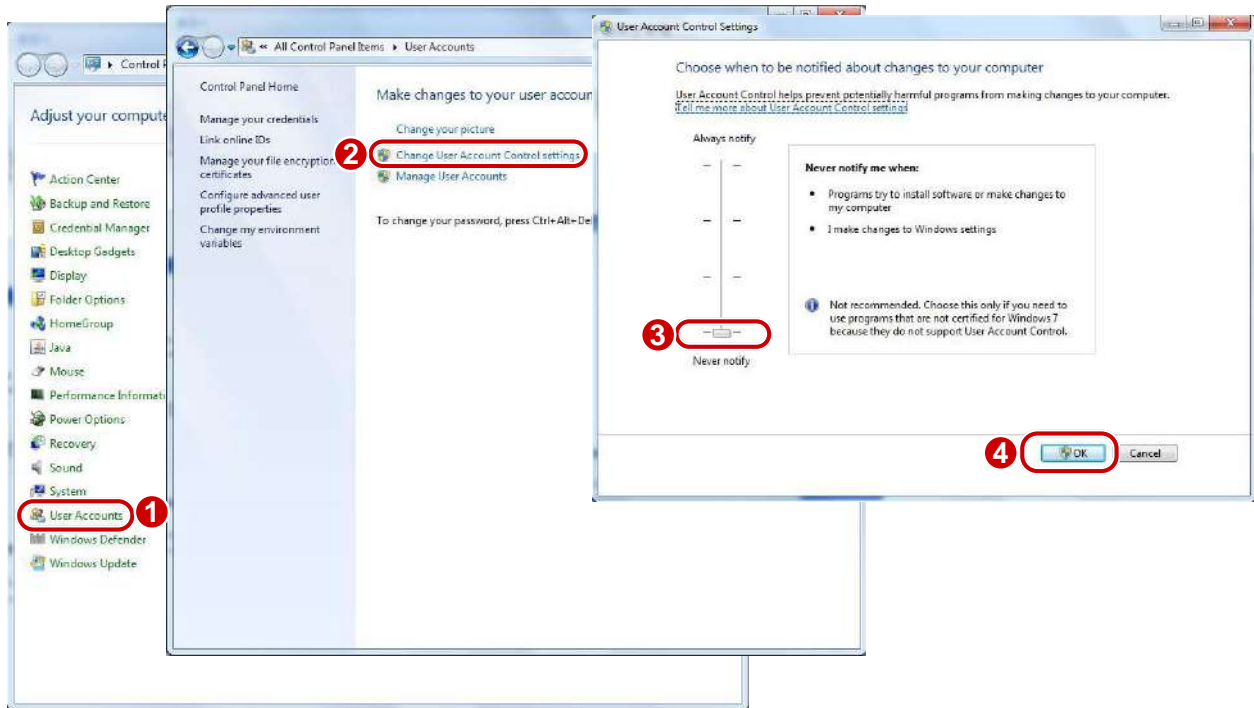 Control P
Adjust your compute
Action Center
Backup and Restore
Credential Manager
Desktop Gadgets
Display
Folder Options
HomeGroup
Java
Mouse
Performance Informati
Power Options
Recovery
Sound
System
User Accounts
1
Windows Defender
Windows Update
All Control Panel Items ▸ User Accounts
Control Panel Home
Manage your credentials
Link online IDs
Manage your file encryption
certificates
Configure advanced user
profile properties
Change my environment
variables
Make changes to your user accoun
Change your picture
2
Change User Account Control settings
Manage User Accounts
To change your password, press Ctrl+Alt+De
User Account Control Settings
Choose when to be notified about changes to your computer
User Account Control helps prevent potentially harmful programs from making changes to your computer.
Tell me more about User Account Control settings
Always notify
Never notify me when:
• Programs try to install software or make changes to
my computer
• I make changes to Windows settings
Not recommended. Choose this only if you need to
use programs that are not certified for Windows 7
because they do not support User Account Control.
3
Never notify
4
OK
Cancel